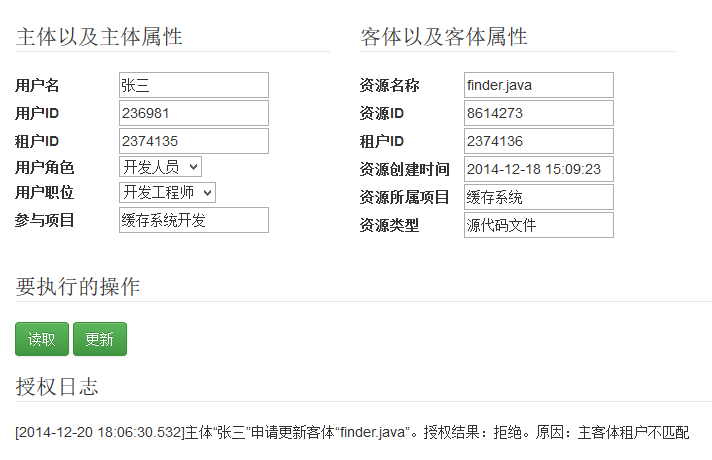 主体以及主体属性
用户名 张三
用户ID 236981
租户ID 2374135
用户角色 开发人员
用户职位 开发工程师
参与项目 缓存系统开发
客体以及客体属性
资源名称 finder.java
资源ID 8614273
租户ID 2374136
资源创建时间 2014-12-18 15:09:23
资源所属项目 缓存系统
资源类型 源代码文件
要执行的操作
读取 更新
授权日志
[2014-12-20 18:06:30.532]主体“张三”申请更新客体“finder.java”。授权结果：拒绝。原因：主客体租户不匹配